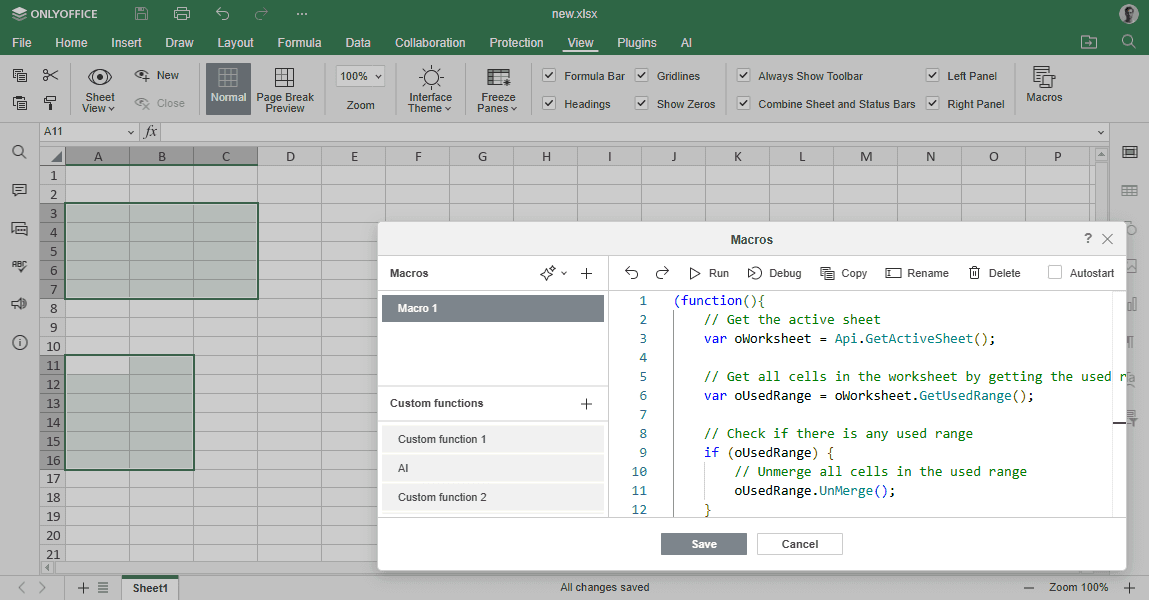 ONLYOFFICE
new.xlsx
File Home Insert Draw Layout Formula Data Collaboration Protection View Plugins AI
Sheet View
New
Close
Normal
Page Break Preview
100%
Zoom
Interface Theme
Freeze Panes
Formula Bar
Headings
Gridlines
Show Zeros
Always Show Toolbar
Combine Sheet and Status Bars
Left Panel
Right Panel
Macros
A11
fx
A B C D E F G H I J K L M N O P
1
2
3
4
5
6
7
8
9
10
11
12
13
14
15
16
17
18
19
20
21
ABC
Macros
?
Macros
Run Debug Copy Rename Delete Autostart
Macro 1
Custom functions
Custom function 1
AI
Custom function 2
1 (function(){
2 // Get the active sheet
3 var oWorksheet = Api.GetActiveSheet();
4
5 // Get all cells in the worksheet by getting the used r
6 var oUsedRange = oWorksheet.GetUsedRange();
7
8 // Check if there is any used range
9 if (oUsedRange) {
10 // Unmerge all cells in the used range
11 oUsedRange.UnMerge();
12 }
Save
Cancel
Sheet1
All changes saved
Zoom 100%